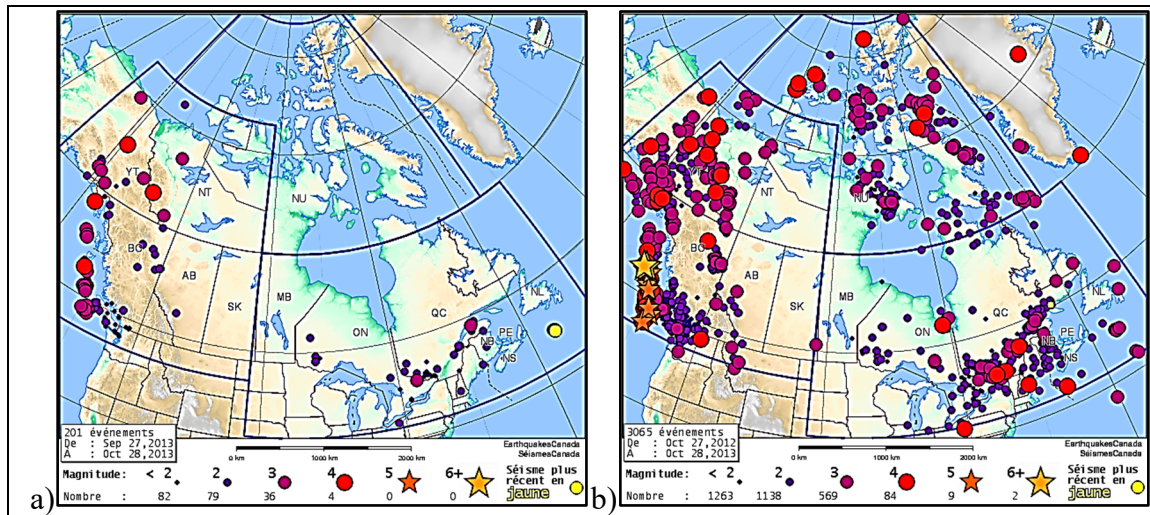 a)
YT
NT
NU
BC
AB
SK
MB
ON
QC
NL
PE
NB
NS
201 événements
De : Sep 27,2013
A : Oct 28,2013
EarthquakesCanada
SéismesCanada
0 km 1000 km 2000 km
Magnitude: < 2 2 3 4 5 6+ Séisme plus
récent en
jaune
Nombre : 82 79 36 4 0 0
b)
YT
NT
NU
BC
AB
SK
MB
ON
QC
NL
PE
NB
NS
3065 événements
De : Oct 27,2012
A : Oct 28,2013
EarthquakesCanada
SéismesCanada
0 km 1000 km 2000 km
Magnitude: < 2 2 3 4 5 6+ Séisme plus
récent en
jaune
Nombre : 1263 1138 569 84 9 2